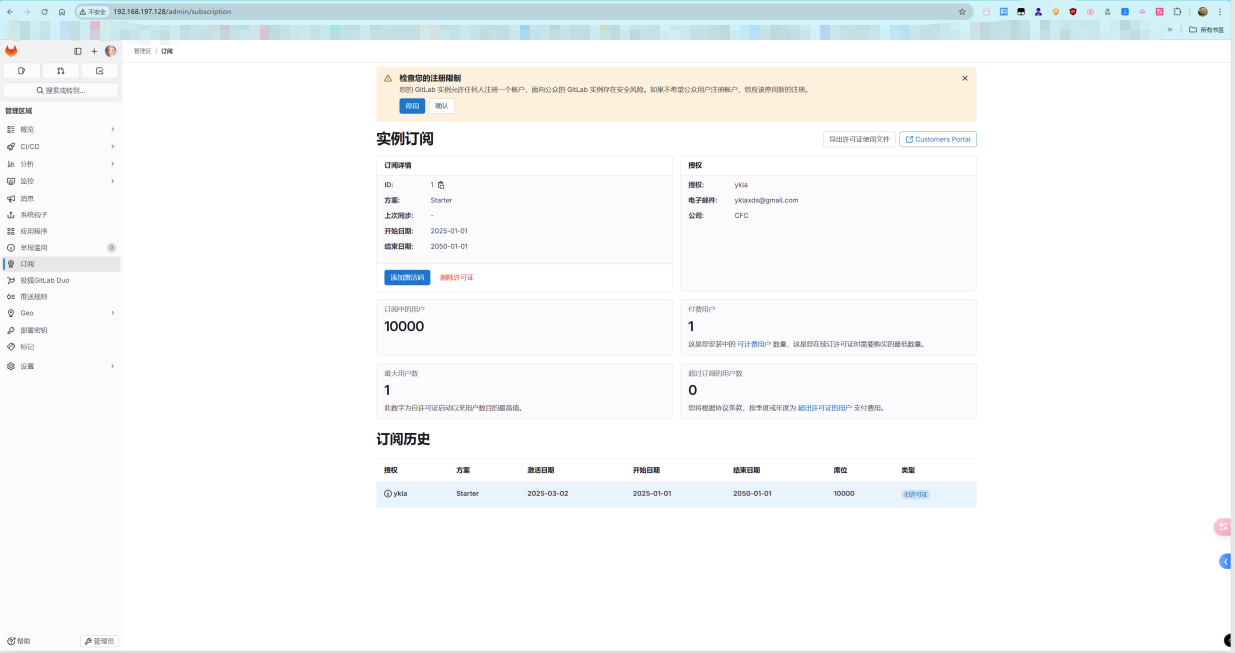 不安全 192.168.197.128/admin/subscription
所有书签
管理区 / 订阅
搜索或转到...
管理区域
概览
CI/CD
分析
监控
消息
系统钩子
应用程序
举报滥用 0
订阅
极狐GitLab Duo
推送规则
Geo
部署密钥
标记
设置
帮助
管理员
检查您的注册限制
您的 GitLab 实例允许任何人注册一个帐户，面向公众的 GitLab 实例存在安全风险。如果不希望公众用户注册帐户，您应该停用新的注册。
停用 确认
实例订阅
导出许可证使用文件 Customers Portal
订阅详情
ID: 1
方案: Starter
上次同步: -
开始日期: 2025-01-01
结束日期: 2050-01-01
添加激活码 删除许可证
授权
授权: ykla
电子邮件: yklaxds@gmail.com
公司: CFC
订阅中的用户
10000
付费用户
1
这是您安装中的 可计费用户 数量，这是您在续订许可证时需要购买的最低数量。
最大用户数
1
此数字为自许可证启动以来用户数目的最高值。
超过订阅的用户数
0
您将根据协议条款，按季度或年度为 超出许可证的用户 支付费用。
订阅历史
授权 方案 激活日期 开始日期 结束日期 席位 类型
ykla Starter 2025-03-02 2025-01-01 2050-01-01 10000 旧许可证